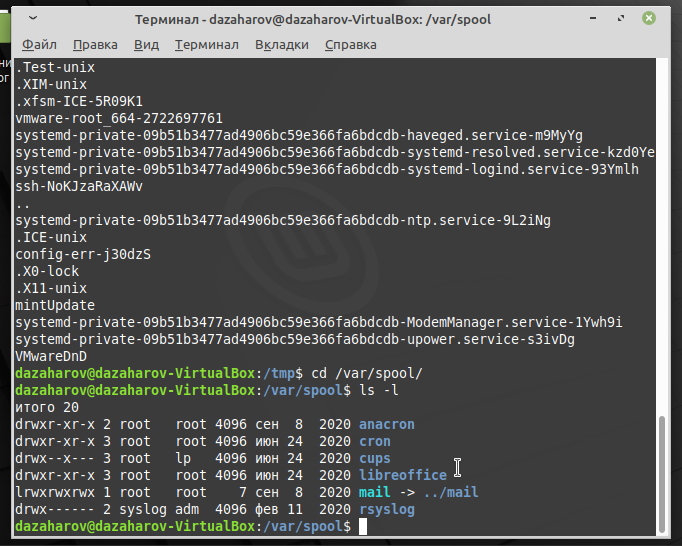 Терминал - dazaharov@dazaharov-VirtualBox: /var/spool
Файл Правка Вид Терминал Вкладки Справка
.Test-unix
.XIM-unix
.xfsm-ICE-5R09K1
vmware-root_664-2722697761
systemd-private-09b51b3477ad4906bc59e366fa6bdcdb-haveged.service-m9MyYg
systemd-private-09b51b3477ad4906bc59e366fa6bdcdb-systemd-resolved.service-kzd0Ye
systemd-private-09b51b3477ad4906bc59e366fa6bdcdb-systemd-logind.service-93Ymlh
ssh-NoKJzaRaXAWv
..
systemd-private-09b51b3477ad4906bc59e366fa6bdcdb-ntp.service-9L2iNg
.ICE-unix
config-err-j30dzS
.X0-lock
.X11-unix
mintUpdate
systemd-private-09b51b3477ad4906bc59e366fa6bdcdb-ModemManager.service-1Ywh9i
systemd-private-09b51b3477ad4906bc59e366fa6bdcdb-upower.service-s3ivDg
VMwareDnD
dazaharov@dazaharov-VirtualBox:/tmp$ cd /var/spool/
dazaharov@dazaharov-VirtualBox:/var/spool$ ls -l
итого 20
drwxr-xr-x 2 root   root 4096 сен  8  2020 anacron
drwxr-xr-x 3 root   root 4096 июн 24  2020 cron
drwx--x--- 3 root   lp   4096 июн 24  2020 cups
drwxr-xr-x 3 root   root 4096 июн 24  2020 libreoffice
lrwxrwxrwx 1 root   root    7 сен  8  2020 mail -> ../mail
drwx------ 2 syslog adm  4096 фев 11  2020 rsyslog
dazaharov@dazaharov-VirtualBox:/var/spool$